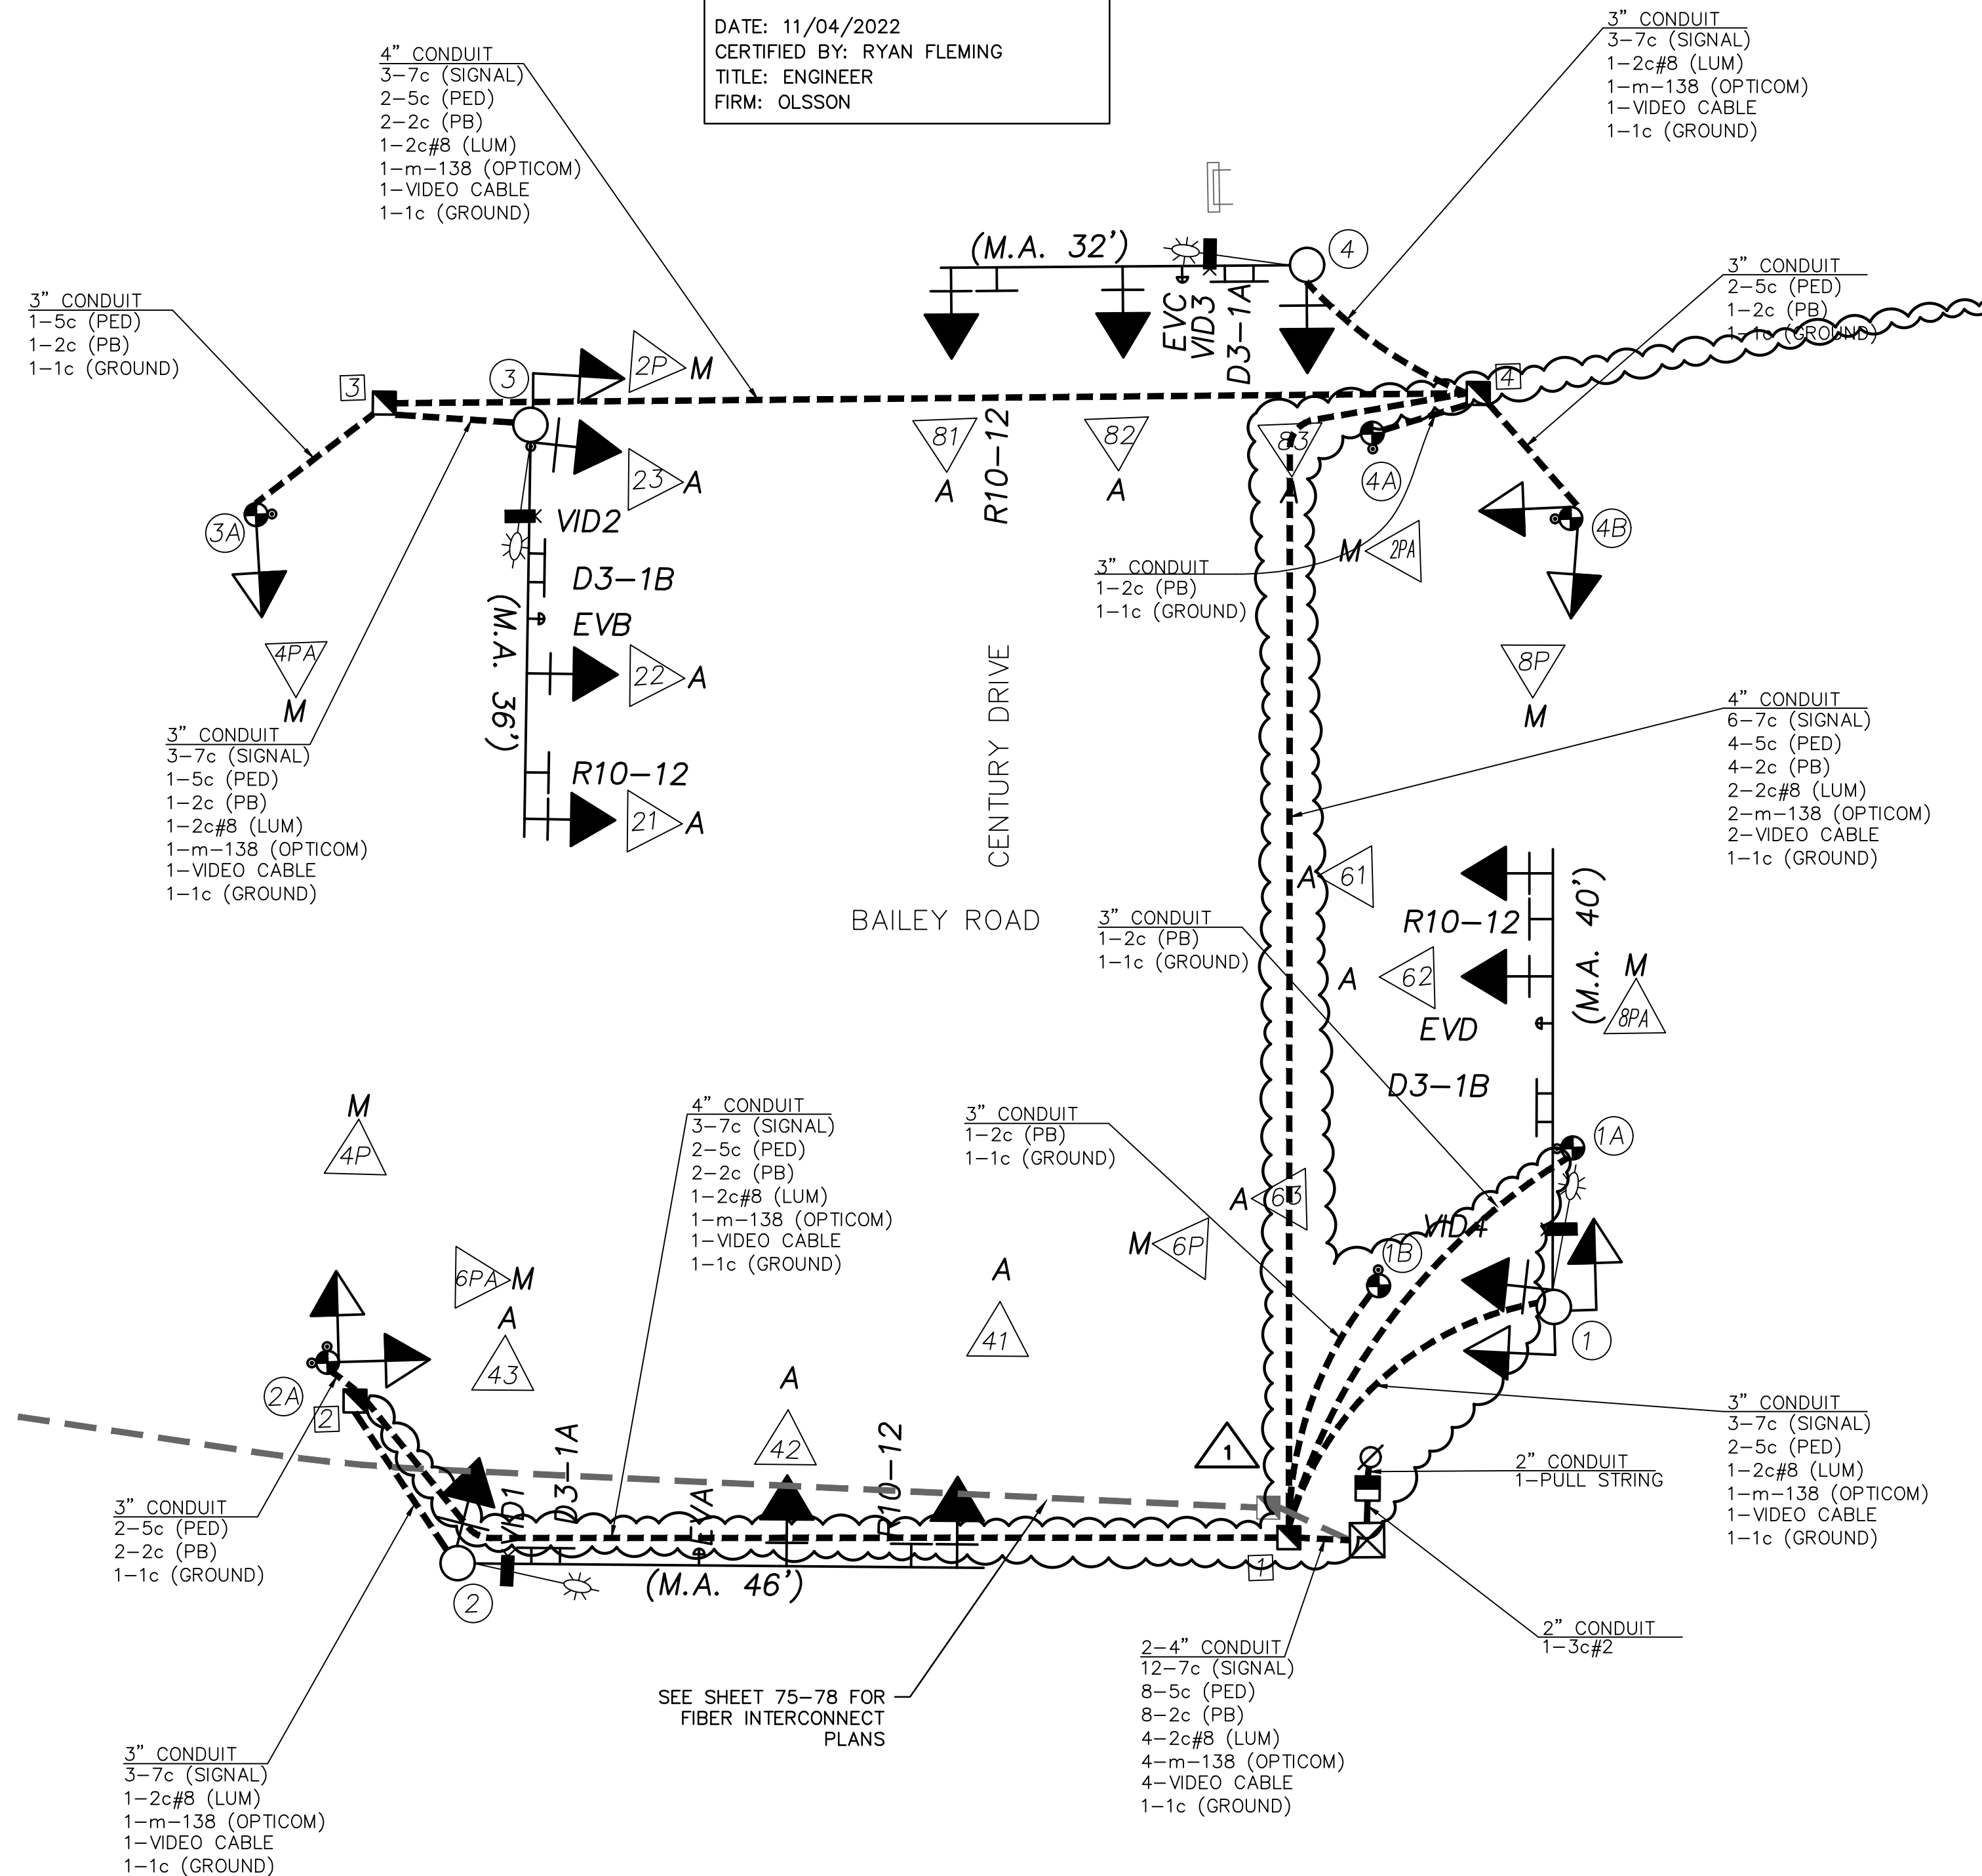 DATE: 11/04/2022
CERTIFIED BY: RYAN FLEMING
TITLE: ENGINEER
FIRM: OLSSON
4" CONDUIT
3-7c (SIGNAL)
2-5c (PED)
2-2c (PB)
1-2c#8 (LUM)
1-m-138 (OPTICOM)
1-VIDEO CABLE
1-1c (GROUND)
3" CONDUIT
3-7c (SIGNAL)
1-2c#8 (LUM)
1-m-138 (OPTICOM)
1-VIDEO CABLE
1-1c (GROUND)
(M.A. 32')
4
EVC
VID3
D3-1A
3" CONDUIT
2-5c (PED)
1-2c (PB)
1-1c (GROUND)
3" CONDUIT
1-5c (PED)
1-2c (PB)
1-1c (GROUND)
3
3
2P
M
4
81
A
R10-12
82
A
83
A
4A
23
A
3A
VID2
4B
D3-1B
M
2PA
3" CONDUIT
1-2c (PB)
1-1c (GROUND)
EVB
(M.A. 36')
22
A
4PA
M
8P
M
CENTURY DRIVE
3" CONDUIT
3-7c (SIGNAL)
1-5c (PED)
1-2c (PB)
1-2c#8 (LUM)
1-m-138 (OPTICOM)
1-VIDEO CABLE
1-1c (GROUND)
R10-12
21
A
4" CONDUIT
6-7c (SIGNAL)
4-5c (PED)
4-2c (PB)
2-2c#8 (LUM)
2-m-138 (OPTICOM)
2-VIDEO CABLE
1-1c (GROUND)
BAILEY ROAD
A
61
R10-12
(M.A. 40')
3" CONDUIT
1-2c (PB)
1-1c (GROUND)
A
62
M
8PA
EVD
D3-1B
M
4P
4" CONDUIT
3-7c (SIGNAL)
2-5c (PED)
2-2c (PB)
1-2c#8 (LUM)
1-m-138 (OPTICOM)
1-VIDEO CABLE
1-1c (GROUND)
3" CONDUIT
1-2c (PB)
1-1c (GROUND)
1A
A
63
VID4
M
6P
1B
6PA
M
A
43
A
41
1
2A
2
A
42
1
3" CONDUIT
3-7c (SIGNAL)
2-5c (PED)
1-2c#8 (LUM)
1-m-138 (OPTICOM)
1-VIDEO CABLE
1-1c (GROUND)
2" CONDUIT
1-PULL STRING
3" CONDUIT
2-5c (PED)
2-2c (PB)
1-1c (GROUND)
VID1
D3-1A
EVA
R10-12
2
(M.A. 46')
1
2" CONDUIT
1-3c#2
SEE SHEET 75-78 FOR
FIBER INTERCONNECT
PLANS
2-4" CONDUIT
12-7c (SIGNAL)
8-5c (PED)
8-2c (PB)
4-2c#8 (LUM)
4-m-138 (OPTICOM)
4-VIDEO CABLE
1-1c (GROUND)
3" CONDUIT
3-7c (SIGNAL)
1-2c#8 (LUM)
1-m-138 (OPTICOM)
1-VIDEO CABLE
1-1c (GROUND)